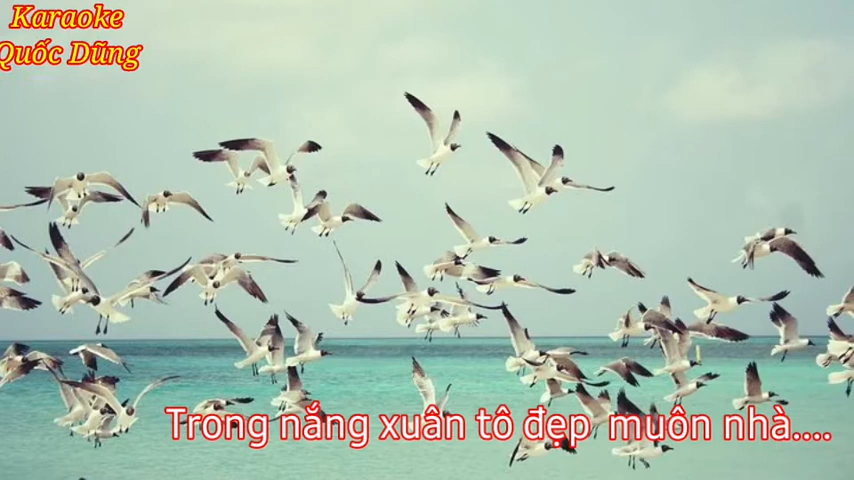 Karaoke
Quốc Dũng
Trong nắng xuân tô đẹp muôn nhà....